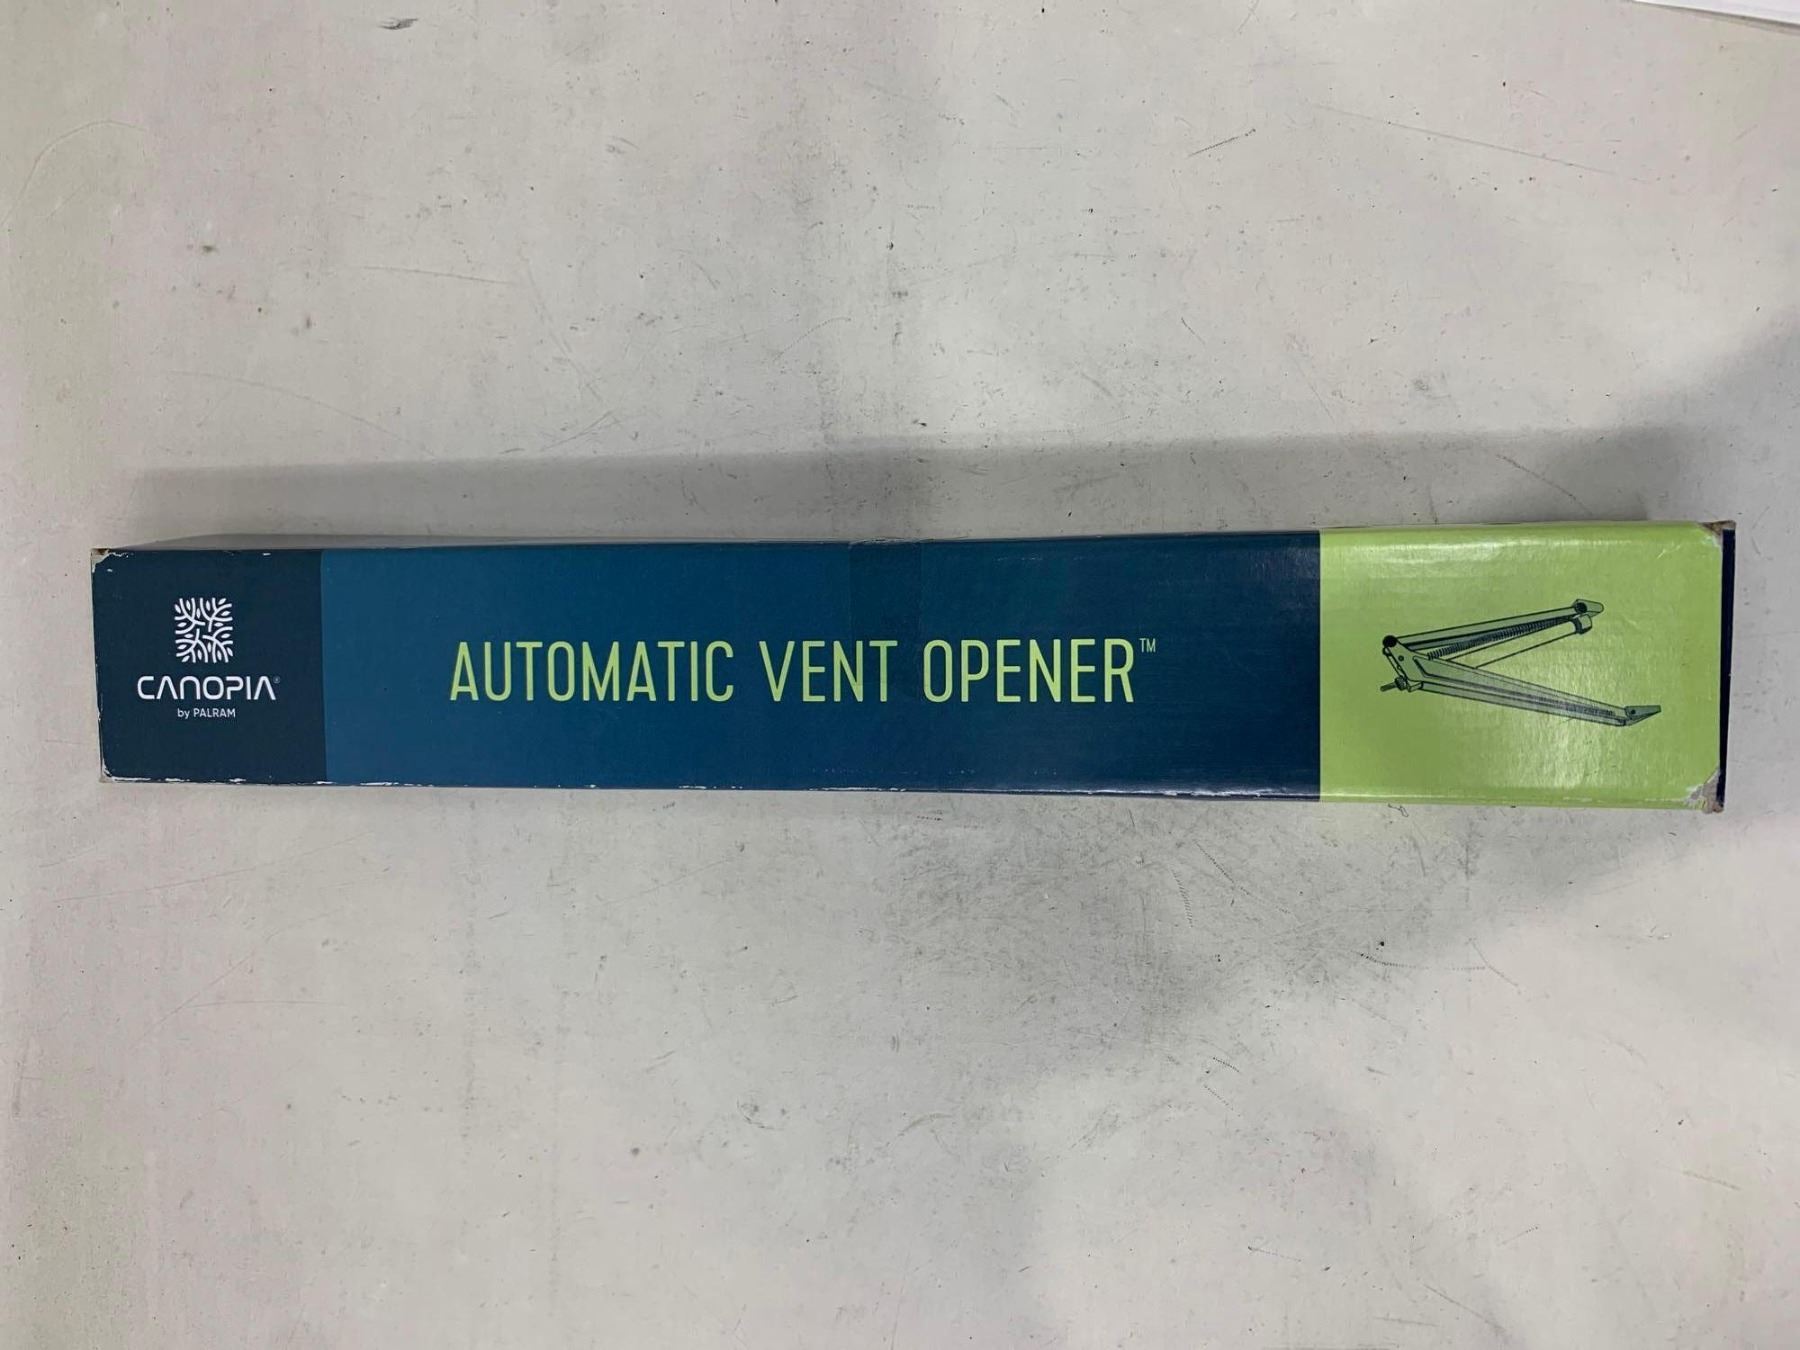 CANOPIA®
by PALRAM
AUTOMATIC VENT OPENER™